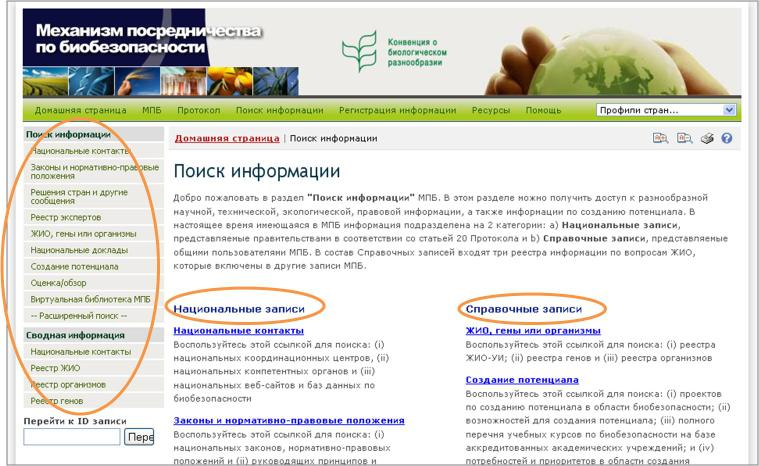 Механизм посредничества
по биобезопасности
Конвенция о
биологическом
разнообразии
Домашняя страница МПБ Протокол Поиск информации Регистрация информации Ресурсы Помощь Профили стран...
Поиск информации
Национальные контакты
Законы и нормативно-правовые
положения
Решения стран и другие
сообщения
Реестр экспертов
ЖИО, гены или организмы
Национальные доклады
Создание потенциала
Оценка/обзор
Виртуальная библиотека МПБ
-- Расширенный поиск --
Сводная информация
Национальные контакты
Реестр ЖИО
Реестр организмов
Реестр генов
Перейти к ID записи
Пере
Домашняя страница | Поиск информации
Поиск информации
Добро пожаловать в раздел "Поиск информации" МПБ. В этом разделе можно получить доступ к разнообразной
научной, технической, экологической, правовой информации, а также информации по созданию потенциала. В
настоящее время имеющаяся в МПБ информация подразделена на 2 категории: a) Национальные записи,
представляемые правительствами в соответствии со статьей 20 Протокола и b) Справочные записи, представляемые
общими пользователями МПБ. В состав Справочных записей входят три реестра информации по вопросам ЖИО,
которые включены в другие записи МПБ.
Национальные записи
Национальные контакты
Воспользуйтесь этой ссылкой для поиска: (i)
национальных координационных центров, (ii)
национальных компетентных органов и (iii)
национальных веб-сайтов и баз данных по
биобезопасности
Законы и нормативно-правовые положения
Воспользуйтесь этой ссылкой для поиска: (i)
национальных законов, нормативно-правовых
положений и (ii) руководящих принципов и
Справочные записи
ЖИО, гены или организмы
Воспользуйтесь этой ссылкой для поиска: (i) реестра
ЖИО-УИ; (ii) реестра генов и (iii) реестра организмов
Создание потенциала
Воспользуйтесь этой ссылкой для поиска: (i) проектов
по созданию потенциала в области биобезопасности; (ii)
возможностей для создания потенциала; (iii) полного
перечня учебных курсов по биобезопасности на базе
аккредитованных академических учреждений; и (iv)
потребностей и приоритетов в области создания